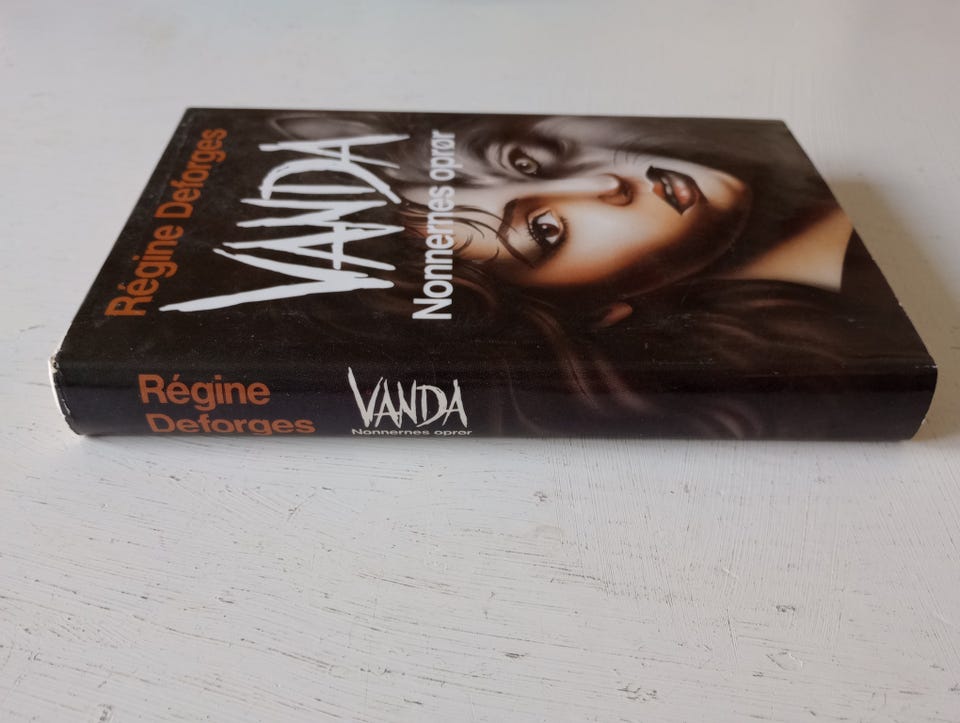 Régine Deforges
VANDA
Nonnernes oprør
Régine
Deforges
VANDA
Nonnernes oprør